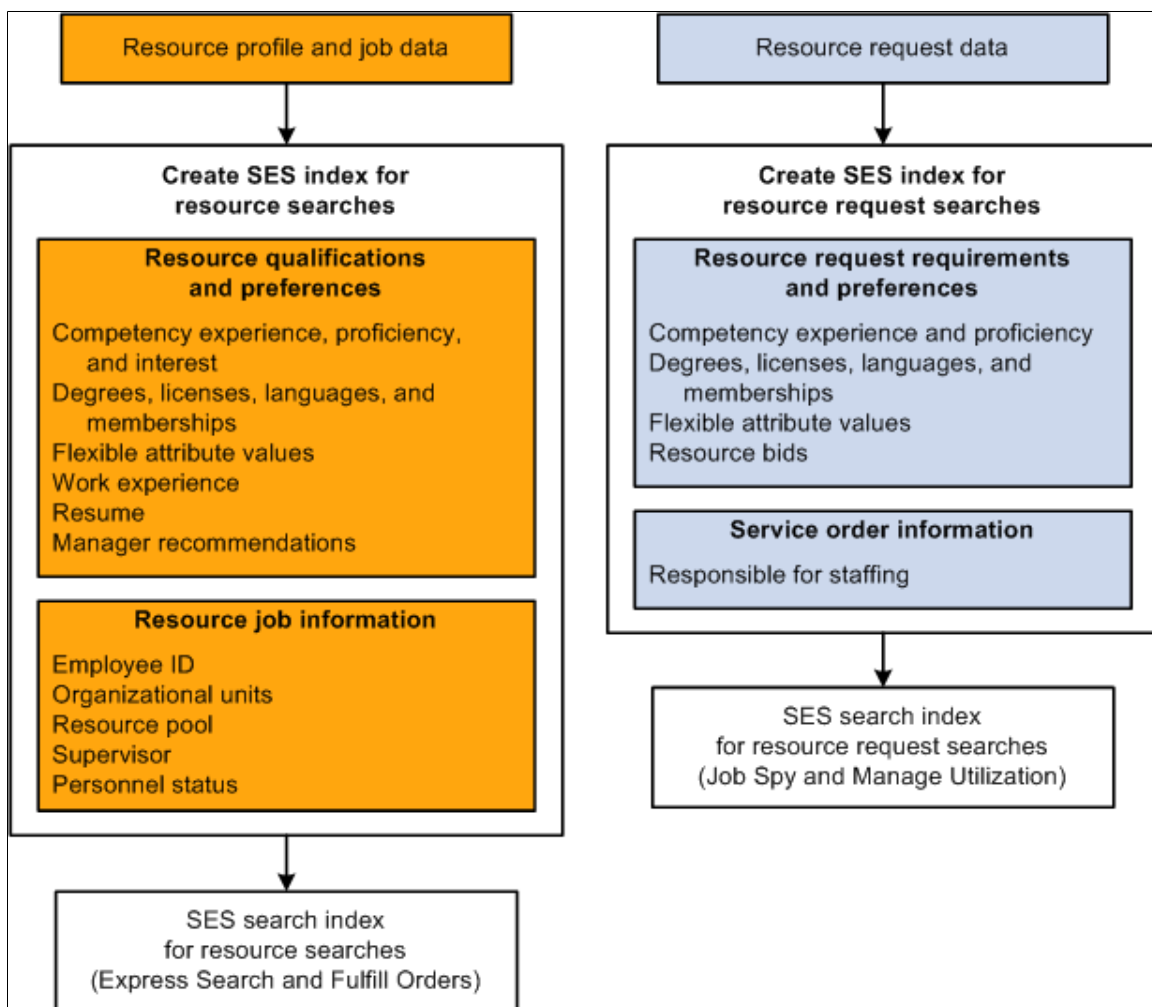 Resource profile and job data
Create SES index for
resource searches
Resource qualifications
and preferences
Competency experience, proficiency,
and interest
Degrees, licenses, languages, and
memberships
Flexible attribute values
Work experience
Resume
Manager recommendations
Resource job information
Employee ID
Organizational units
Resource pool
Supervisor
Personnel status
SES search index
for resource searches
(Express Search and Fulfill Orders)
Resource request data
Create SES index for
resource request searches
Resource request requirements
and preferences
Competency experience and proficiency
Degrees, licenses, languages, and
memberships
Flexible attribute values
Resource bids
Service order information
Responsible for staffing
SES search index
for resource request searches
(Job Spy and Manage Utilization)